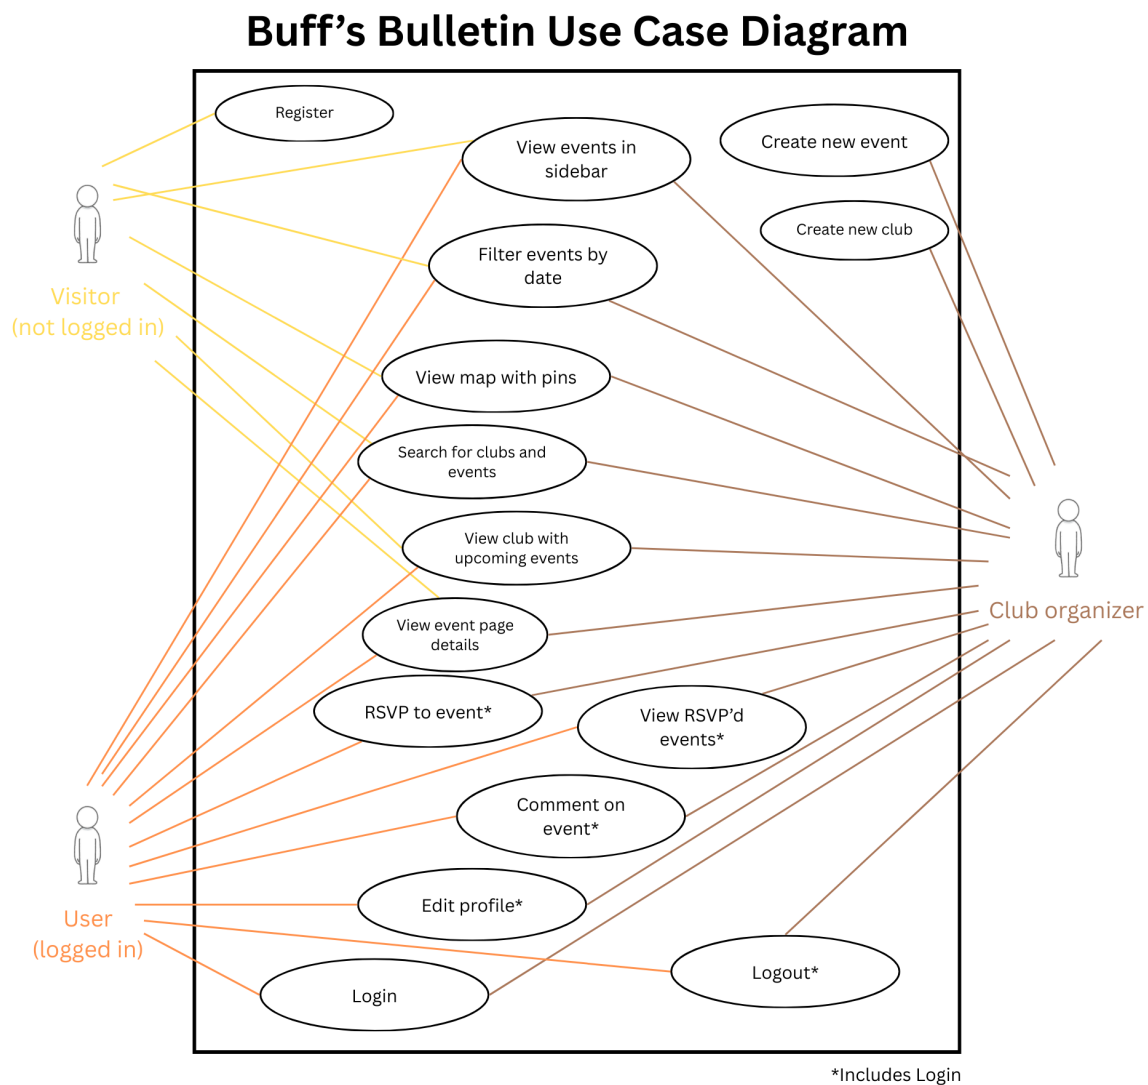 Buff’s Bulletin Use Case Diagram
Register
View events in
sidebar
Create new event
Create new club
Filter events by
date
Visitor
(not logged in)
View map with pins
Search for clubs and
events
View club with
upcoming events
Club organizer
View event page
details
RSVP to event*
View RSVP’d
events*
Comment on
event*
Edit profile*
User
(logged in)
Logout*
Login
*Includes Login